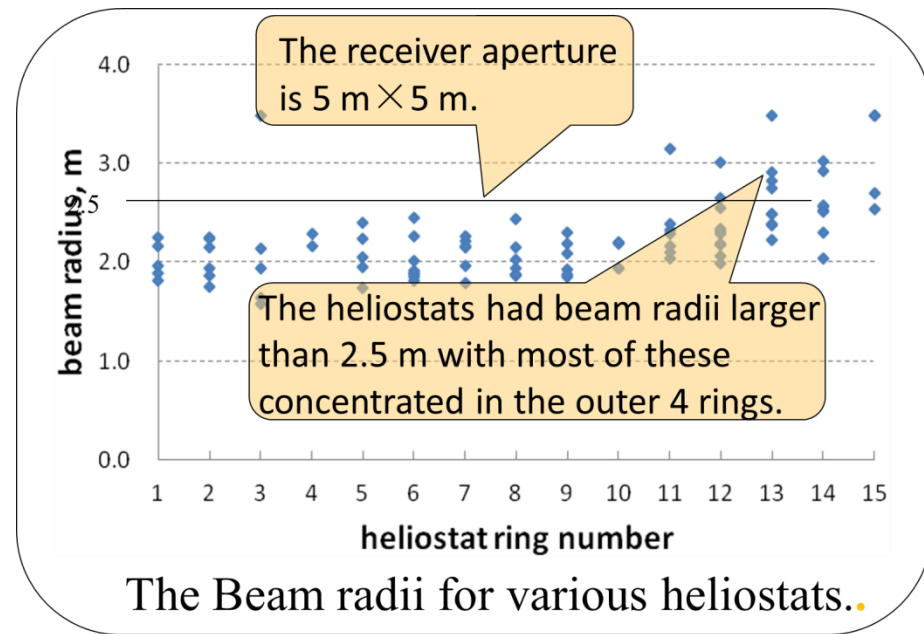 The receiver aperture
is 5 m×5 m.
4.0
3.0
2.5
2.0
1.0
0.0
beam radius, m
The heliostats had beam radii larger
than 2.5 m with most of these
concentrated in the outer 4 rings.
1 2 3 4 5 6 7 8 9 10 11 12 13 14 15
heliostat ring number
The Beam radii for various heliostats..